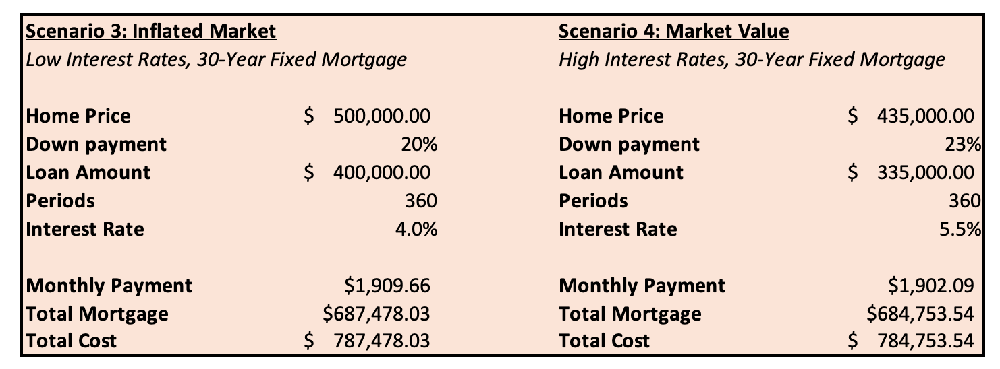 Scenario 3: Inflated Market
Low Interest Rates, 30-Year Fixed Mortgage
Home Price $ 500,000.00
Down payment 20%
Loan Amount $ 400,000.00
Periods 360
Interest Rate 4.0%
Monthly Payment $1,909.66
Total Mortgage $687,478.03
Total Cost $ 787,478.03
Scenario 4: Market Value
High Interest Rates, 30-Year Fixed Mortgage
Home Price $ 435,000.00
Down payment 23%
Loan Amount $ 335,000.00
Periods 360
Interest Rate 5.5%
Monthly Payment $1,902.09
Total Mortgage $684,753.54
Total Cost $ 784,753.54